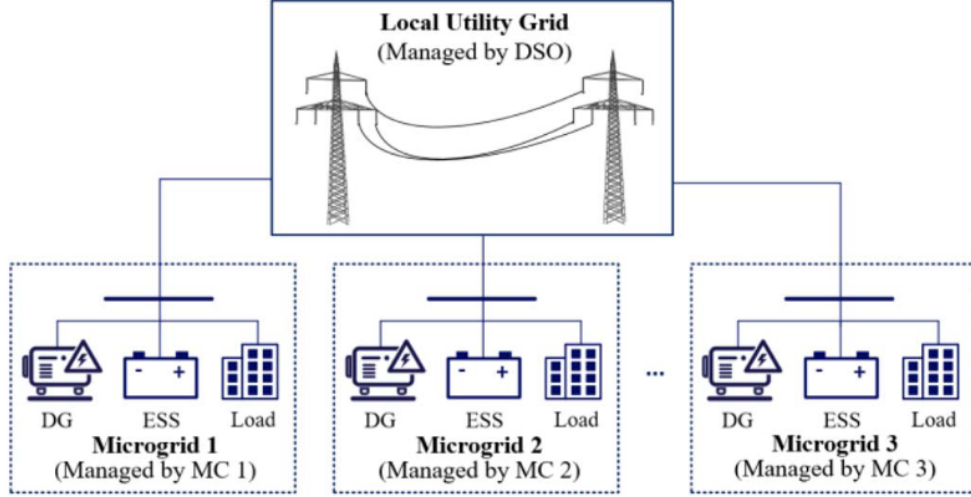 Local Utility Grid
(Managed by DSO)
DG ESS Load
Microgrid 1
(Managed by MC 1)
DG ESS Load
Microgrid 2
(Managed by MC 2)
...
DG ESS Load
Microgrid 3
(Managed by MC 3)